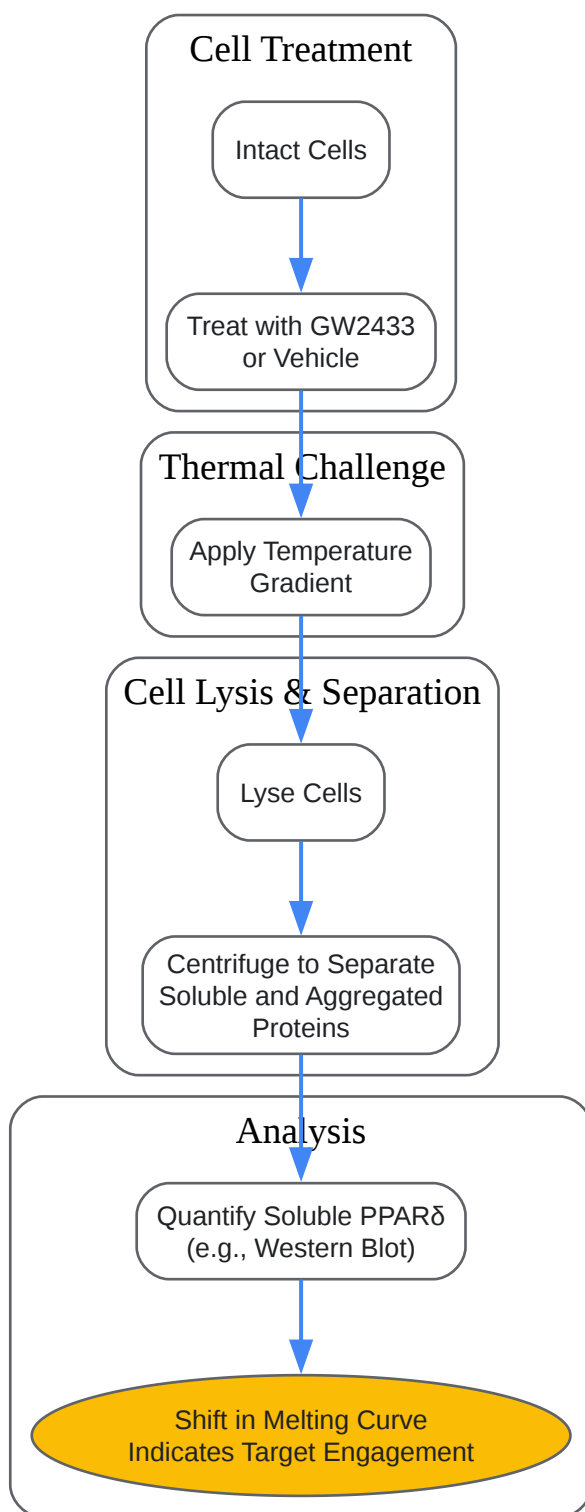 Cell Treatment
Intact Cells
Treat with GW2433
or Vehicle
Thermal Challenge
Apply Temperature
Gradient
Cell Lysis & Separation
Lyse Cells
Centrifuge to Separate
Soluble and Aggregated
Proteins
Analysis
Quantify Soluble PPARδ
(e.g., Western Blot)
Shift in Melting Curve
Indicates Target Engagement